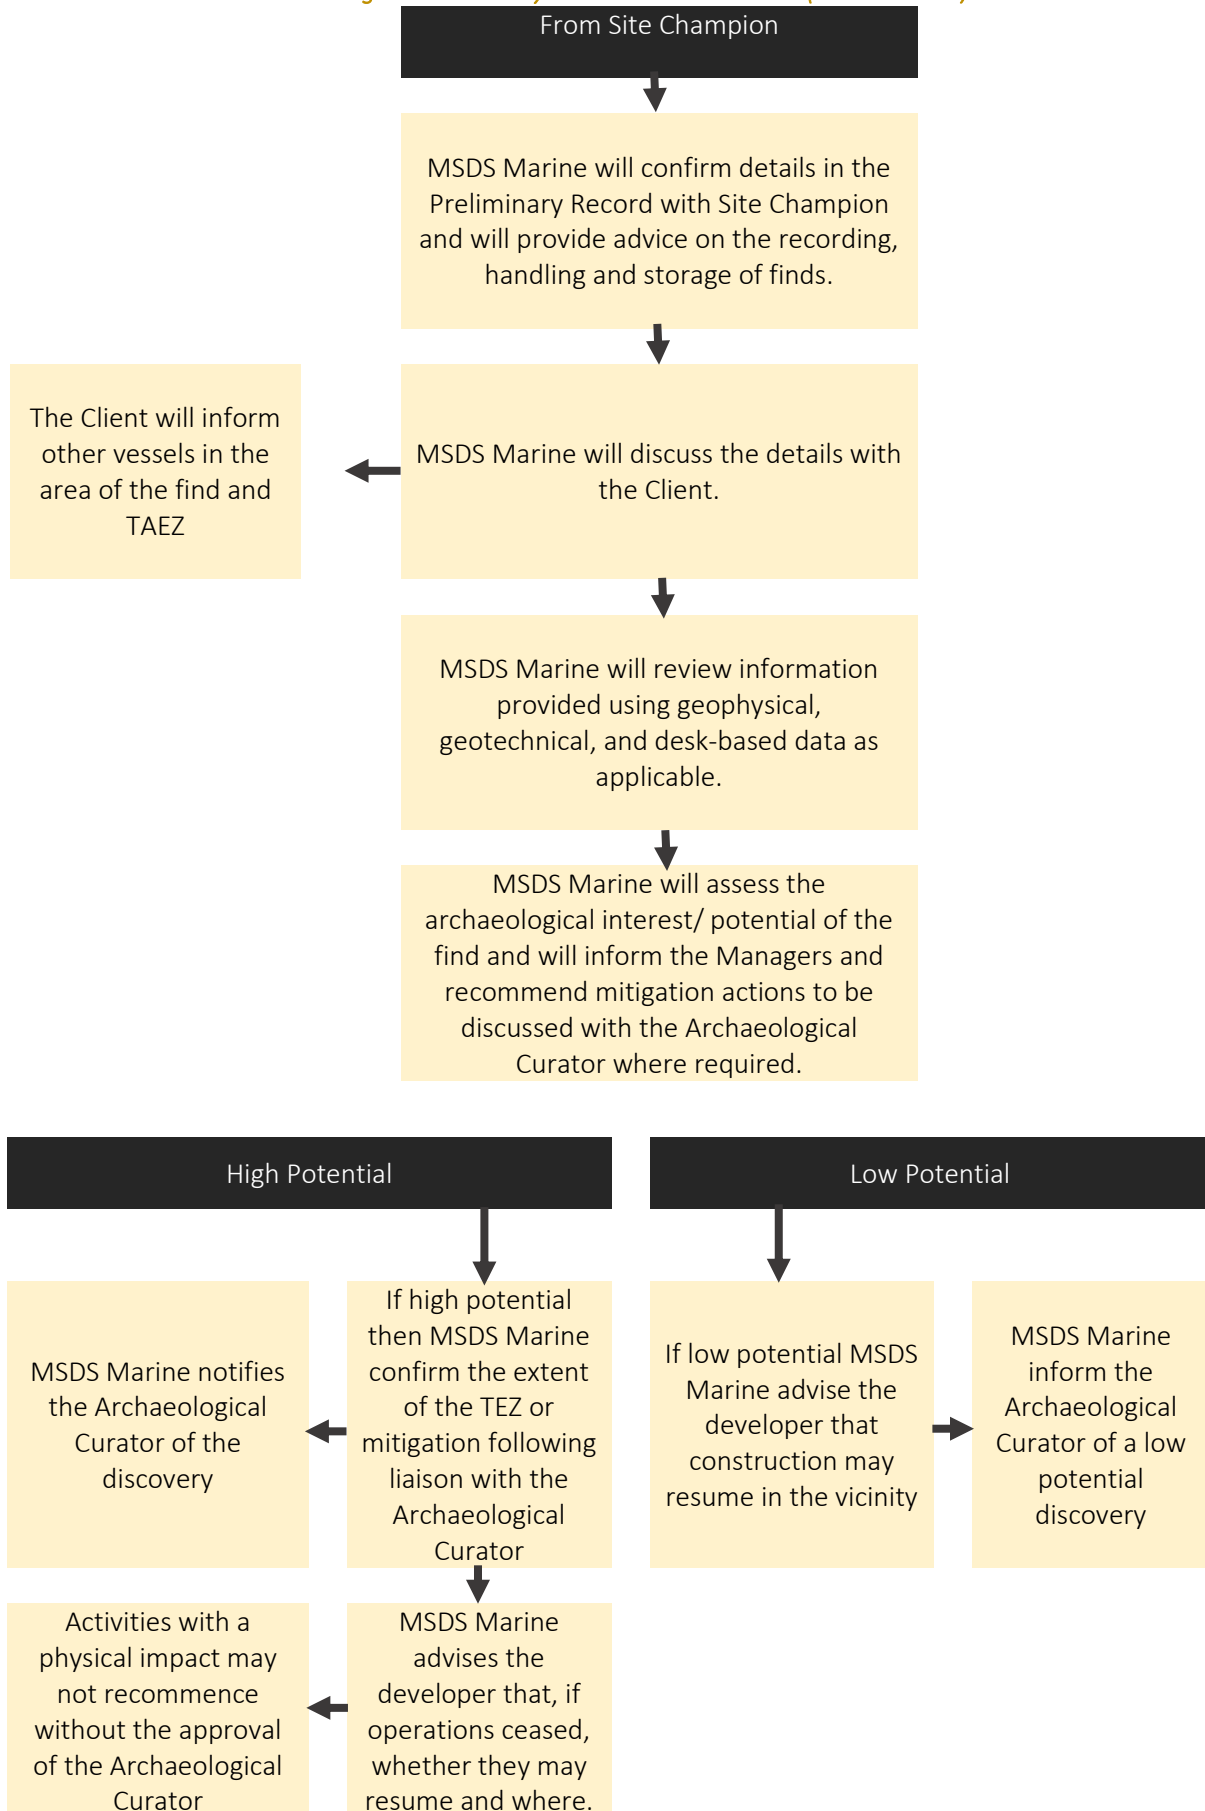 From Site Champion
MSDS Marine will confirm details in the
Preliminary Record with Site Champion
and will provide advice on the recording,
handling and storage of finds.
The Client will inform
other vessels in the
area of the find and
TAEZ
MSDS Marine will discuss the details with
the Client.
MSDS Marine will review information
provided using geophysical,
geotechnical, and desk-based data as
applicable.
MSDS Marine will assess the
archaeological interest/ potential of the
find and will inform the Managers and
recommend mitigation actions to be
discussed with the Archaeological
Curator where required.
High Potential
Low Potential
MSDS Marine notifies
the Archaeological
Curator of the
discovery
If high potential
then MSDS Marine
confirm the extent
of the TEZ or
mitigation following
liaison with the
Archaeological
Curator
If low potential MSDS
Marine advise the
developer that
construction may
resume in the vicinity
MSDS Marine
inform the
Archaeological
Curator of a low
potential
discovery
Activities with a
physical impact may
not recommence
without the approval
of the Archaeological
Curator
MSDS Marine
advises the
developer that, if
operations ceased,
whether they may
resume and where.